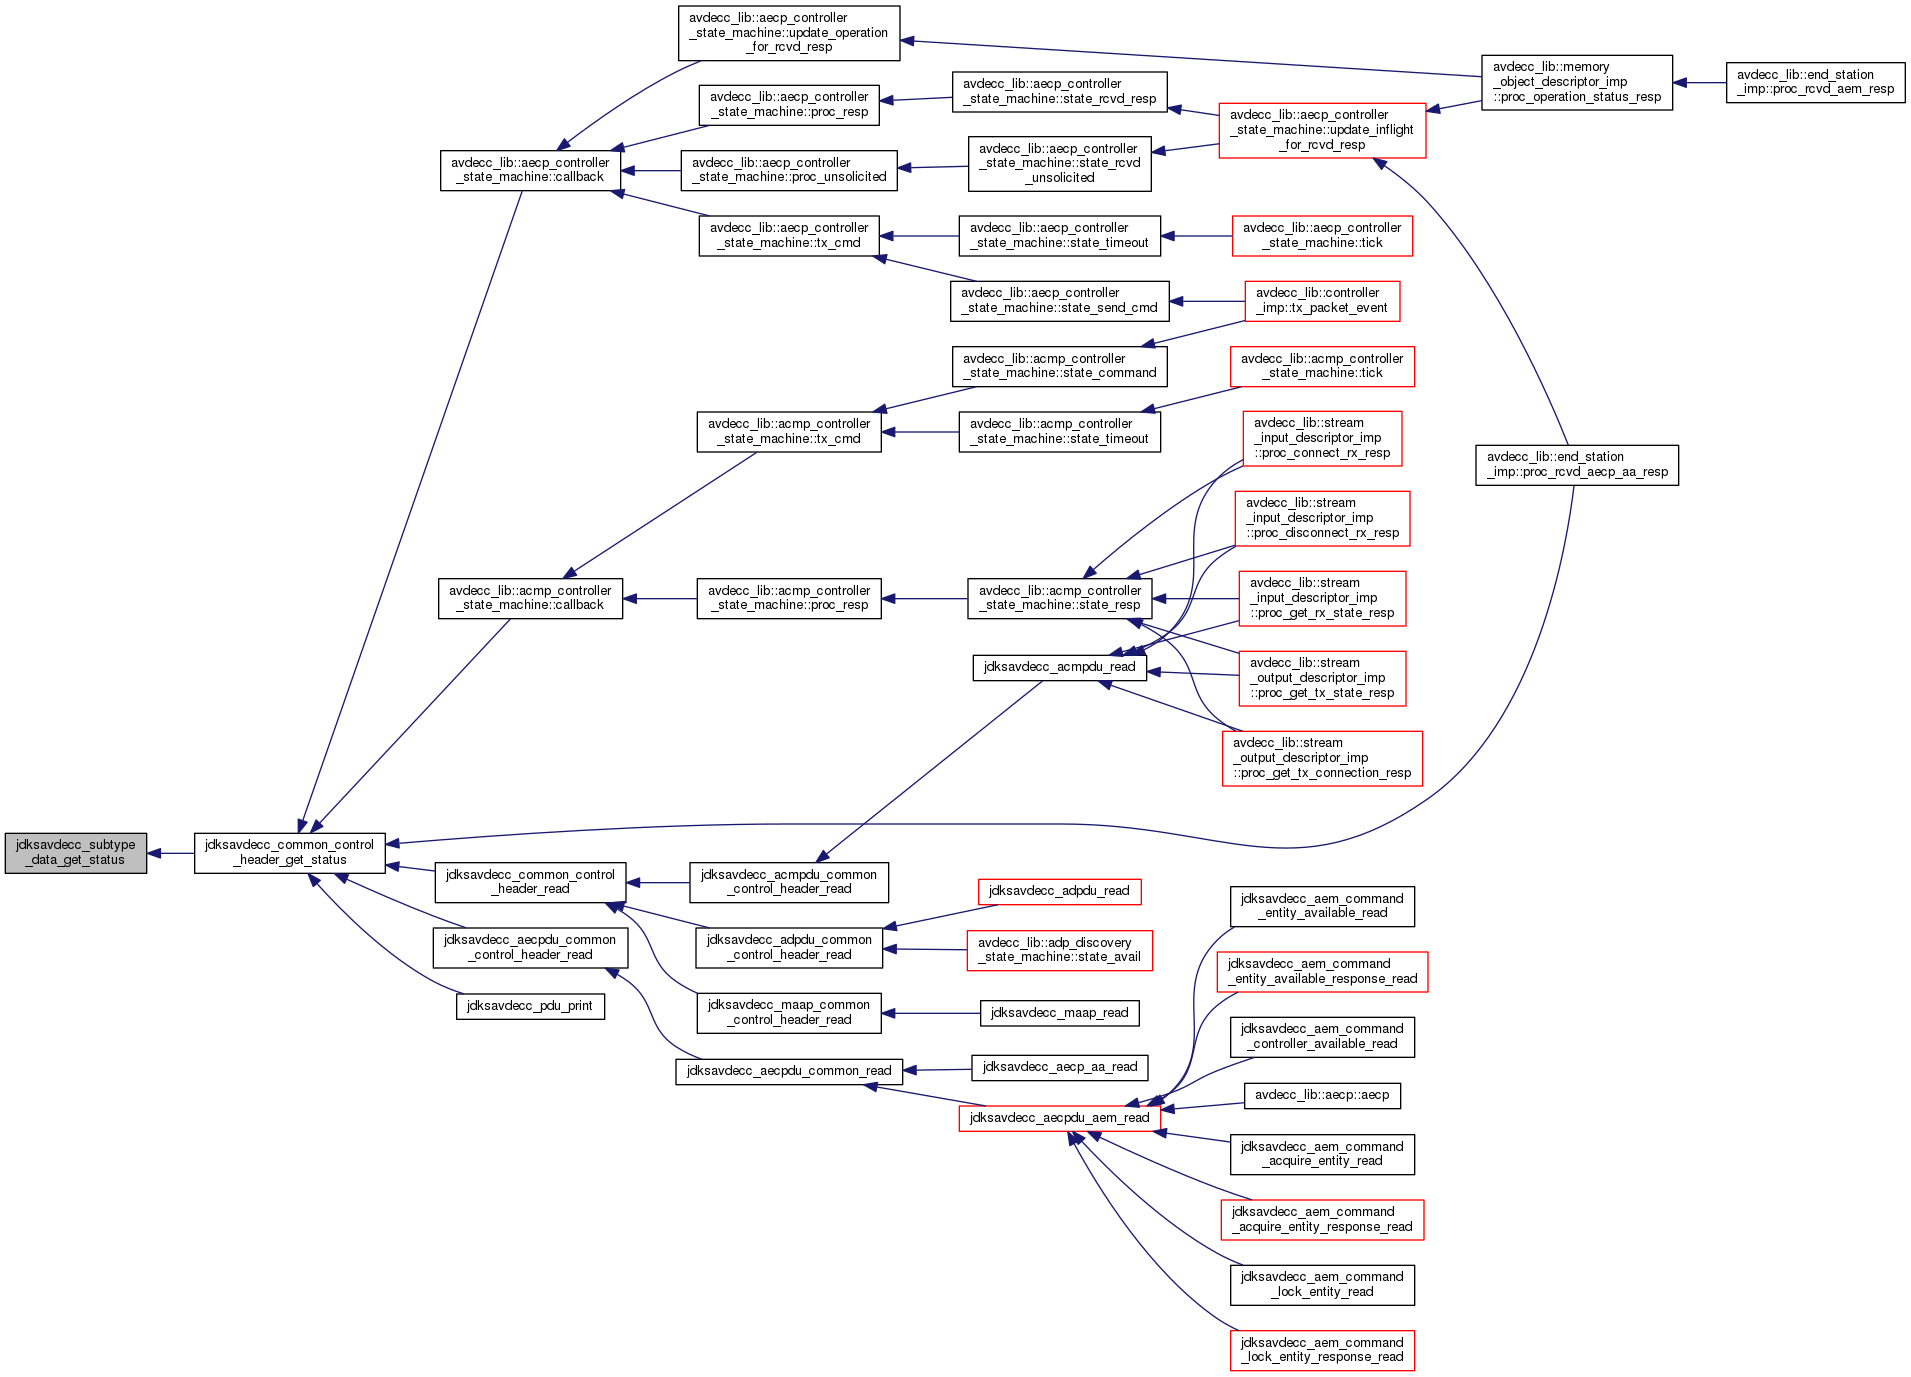 avdecc_lib::aecp_controller
_state_machine::update_operation
_for_rcvd_resp
avdecc_lib::memory
_object_descriptor_imp
::proc_operation_status_resp
avdecc_lib::end_station
_imp::proc_rcvd_aem_resp
avdecc_lib::aecp_controller
_state_machine::proc_resp
avdecc_lib::aecp_controller
_state_machine::state_rcvd_resp
avdecc_lib::aecp_controller
_state_machine::update_inflight
_for_rcvd_resp
avdecc_lib::aecp_controller
_state_machine::callback
avdecc_lib::aecp_controller
_state_machine::proc_unsolicited
avdecc_lib::aecp_controller
_state_machine::state_rcvd
_unsolicited
avdecc_lib::aecp_controller
_state_machine::tx_cmd
avdecc_lib::aecp_controller
_state_machine::state_timeout
avdecc_lib::aecp_controller
_state_machine::tick
avdecc_lib::aecp_controller
_state_machine::state_send_cmd
avdecc_lib::controller
_imp::tx_packet_event
avdecc_lib::acmp_controller
_state_machine::state_command
avdecc_lib::acmp_controller
_state_machine::tick
avdecc_lib::acmp_controller
_state_machine::tx_cmd
avdecc_lib::acmp_controller
_state_machine::state_timeout
avdecc_lib::stream
_input_descriptor_imp
::proc_connect_rx_resp
avdecc_lib::end_station
_imp::proc_rcvd_aecp_aa_resp
avdecc_lib::stream
_input_descriptor_imp
::proc_disconnect_rx_resp
avdecc_lib::acmp_controller
_state_machine::callback
avdecc_lib::acmp_controller
_state_machine::proc_resp
avdecc_lib::acmp_controller
_state_machine::state_resp
avdecc_lib::stream
_input_descriptor_imp
::proc_get_rx_state_resp
jdksavdecc_acmpdu_read
avdecc_lib::stream
_output_descriptor_imp
::proc_get_tx_state_resp
avdecc_lib::stream
_output_descriptor_imp
::proc_get_tx_connection_resp
jdksavdecc_subtype
_data_get_status
jdksavdecc_common_control
_header_get_status
jdksavdecc_common_control
_header_read
jdksavdecc_acmpdu_common
_control_header_read
jdksavdecc_adpdu_read
jdksavdecc_aem_command
_entity_available_read
jdksavdecc_aecpdu_common
_control_header_read
jdksavdecc_adpdu_common
_control_header_read
avdecc_lib::adp_discovery
_state_machine::state_avail
jdksavdecc_aem_command
_entity_available_response_read
jdksavdecc_pdu_print
jdksavdecc_maap_common
_control_header_read
jdksavdecc_maap_read
jdksavdecc_aem_command
_controller_available_read
jdksavdecc_aecpdu_common_read
jdksavdecc_aecp_aa_read
avdecc_lib::aecp::aecp
jdksavdecc_aecpdu_aem_read
jdksavdecc_aem_command
_acquire_entity_read
jdksavdecc_aem_command
_acquire_entity_response_read
jdksavdecc_aem_command
_lock_entity_read
jdksavdecc_aem_command
_lock_entity_response_read